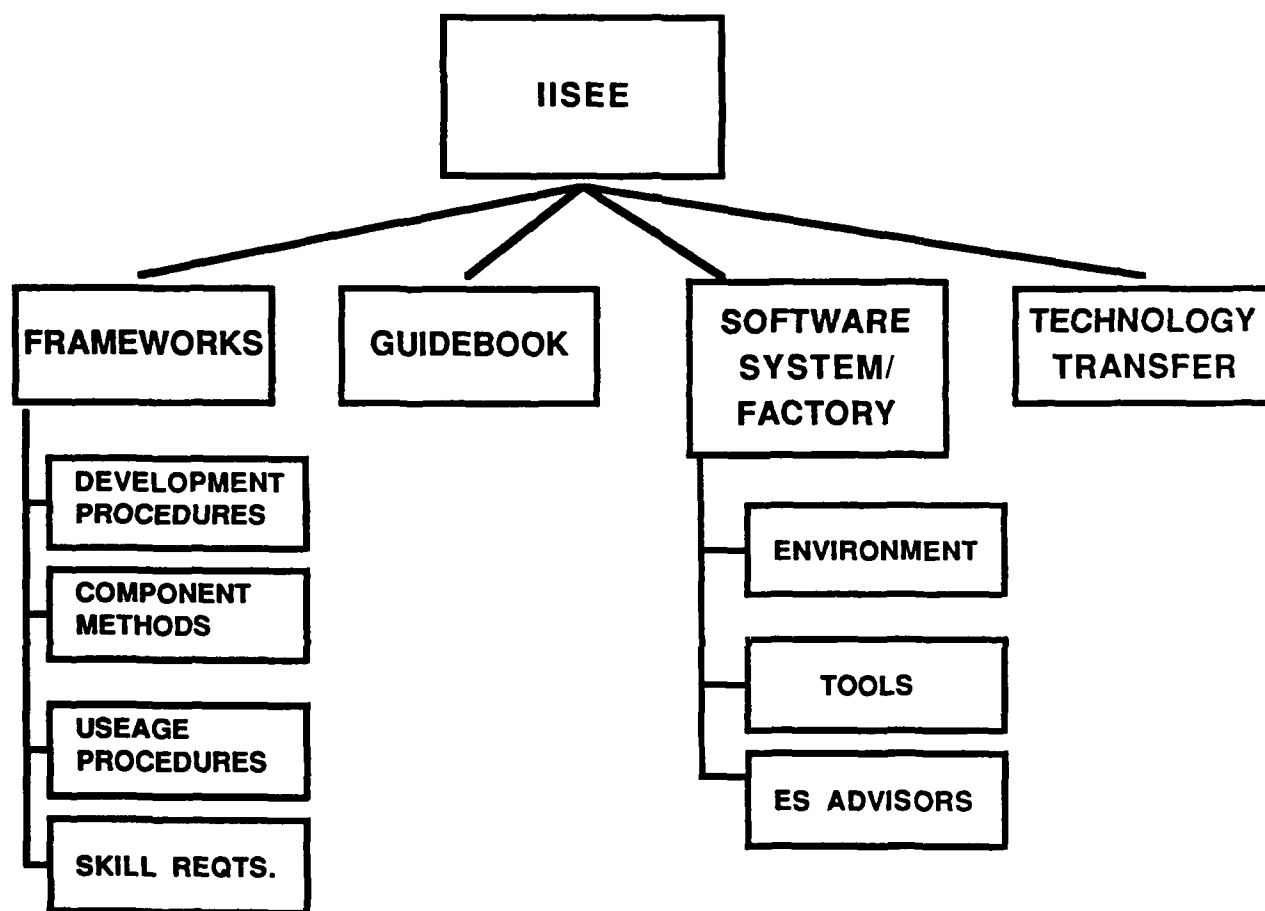 IISEE
FRAMEWORKS
GUIDEBOOK
SOFTWARE
SYSTEM/
FACTORY
TECHNOLOGY
TRANSFER
DEVELOPMENT
PROCEDURES
COMPONENT
METHODS
USEAGE
PROCEDURES
SKILL REQTS.
ENVIRONMENT
TOOLS
ES ADVISORS